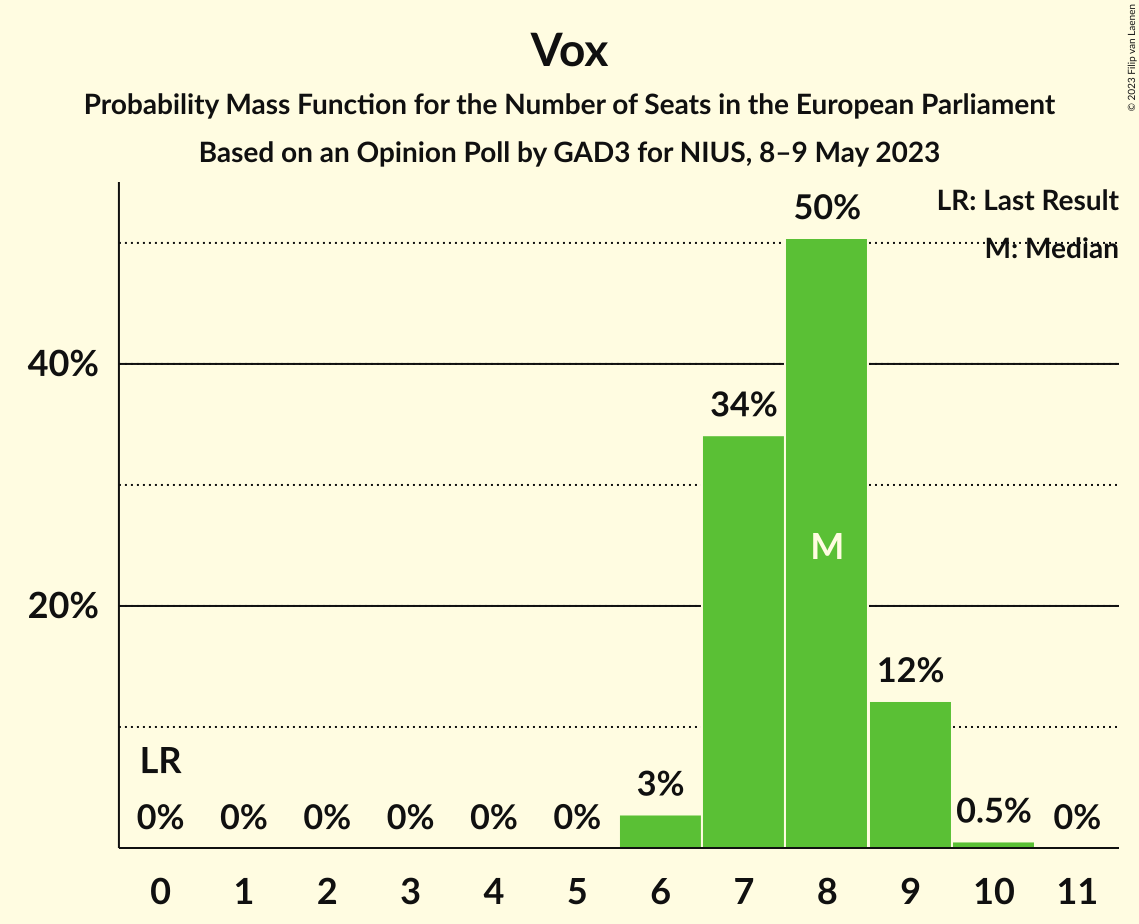 Vox
Probability Mass Function for the Number of Seats in the European Parliament
Based on an Opinion Poll by GAD3 for NIUS, 8–9 May 2023
© 2023 Filip van Laenen
LR: Last Result
M: Median
50%
40%
34%
M
20%
12%
LR
3%
0% 0% 0% 0% 0% 0% 0.5% 0%
0 1 2 3 4 5 6 7 8 9 10 11